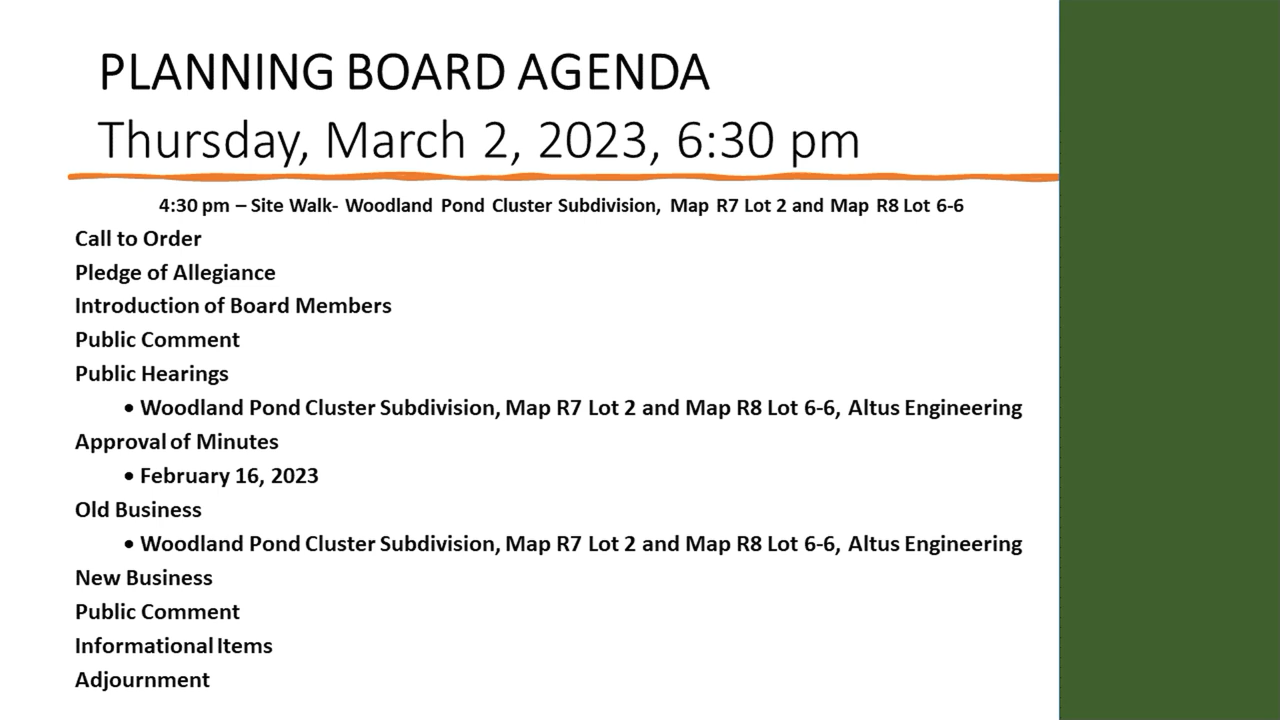 PLANNING BOARD AGENDA
Thursday, March 2, 2023, 6:30 pm
4:30 pm – Site Walk- Woodland Pond Cluster Subdivision, Map R7 Lot 2 and Map R8 Lot 6-6
Call to Order
Pledge of Allegiance
Introduction of Board Members
Public Comment
Public Hearings
• Woodland Pond Cluster Subdivision, Map R7 Lot 2 and Map R8 Lot 6-6, Altus Engineering
Approval of Minutes
• February 16, 2023
Old Business
• Woodland Pond Cluster Subdivision, Map R7 Lot 2 and Map R8 Lot 6-6, Altus Engineering
New Business
Public Comment
Informational Items
Adjournment